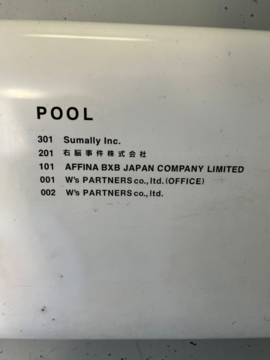 POOL
301 Sumally Inc.
201 右脳事件株式会社
101 AFFINA BXB JAPAN COMPANY LIMITED
001 W's PARTNERS co., ltd. (OFFICE)
002 W's PARTNERS co., ltd.